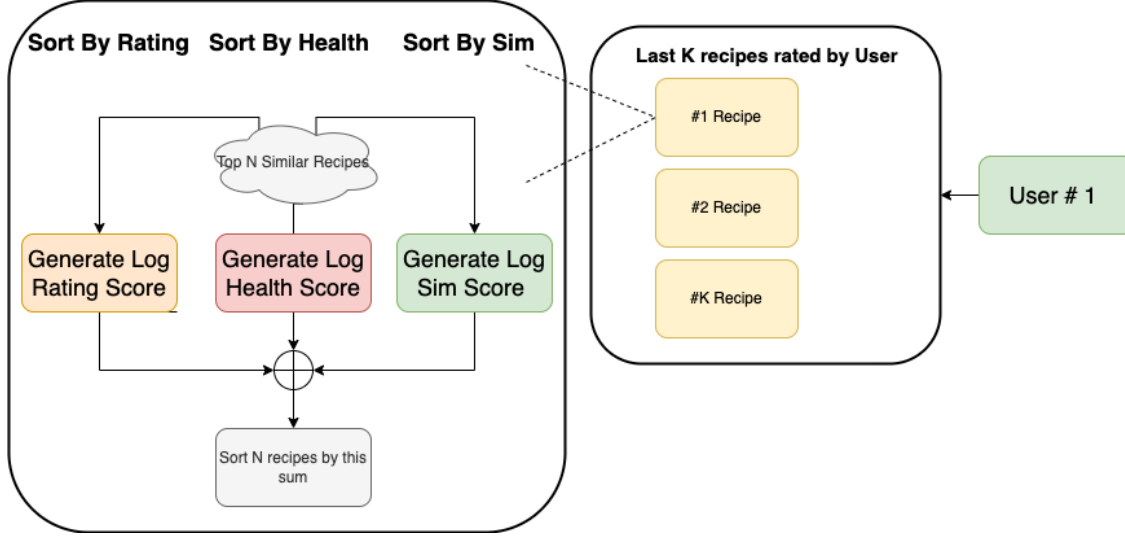 Sort By Rating
Sort By Health
Sort By Sim
Top N Similar Recipes
Generate Log
Rating Score
Generate Log
Health Score
Generate Log
Sim Score
Sort N recipes by this
sum
Last K recipes rated by User
#1 Recipe
#2 Recipe
#K Recipe
User # 1